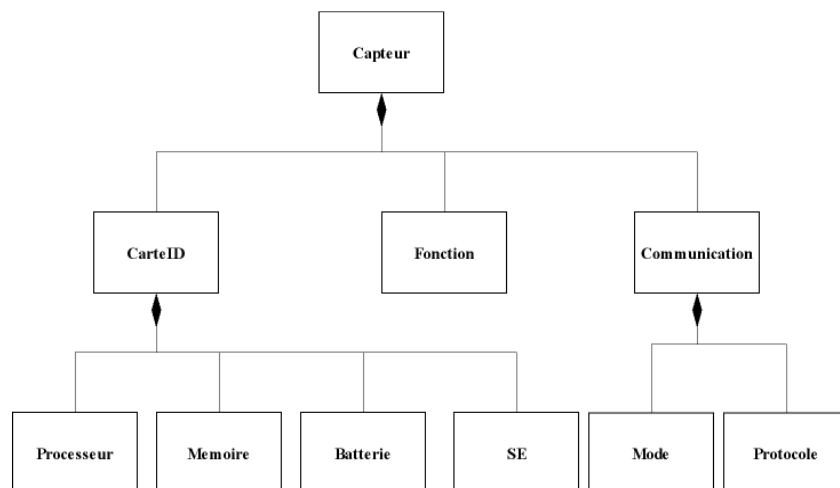 Capteur
CarteID
Fonction
Communication
Processeur
Memoire
Batterie
SE
Mode
Protocole